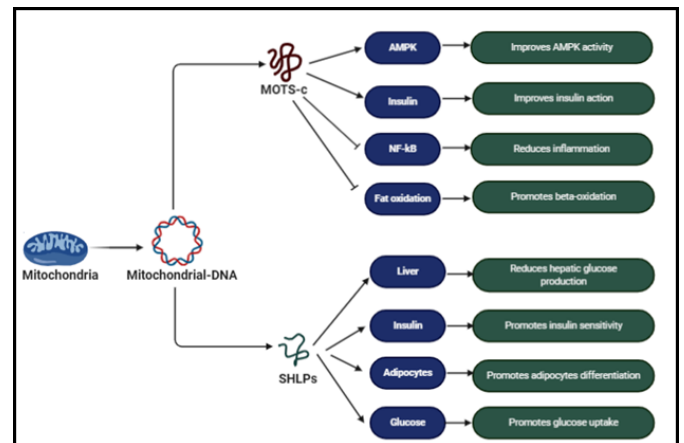 MOTS-c
AMPK
Improves AMPK activity
Insulin
Improves insulin action
NF-kB
Reduces inflammation
Fat oxidation
Promotes beta-oxidation
Mitochondria
Mitochondrial-DNA
SHLPs
Liver
Reduces hepatic glucose
production
Insulin
Promotes insulin sensitivity
Adipocytes
Promotes adipocytes differentiation
Glucose
Promotes glucose uptake